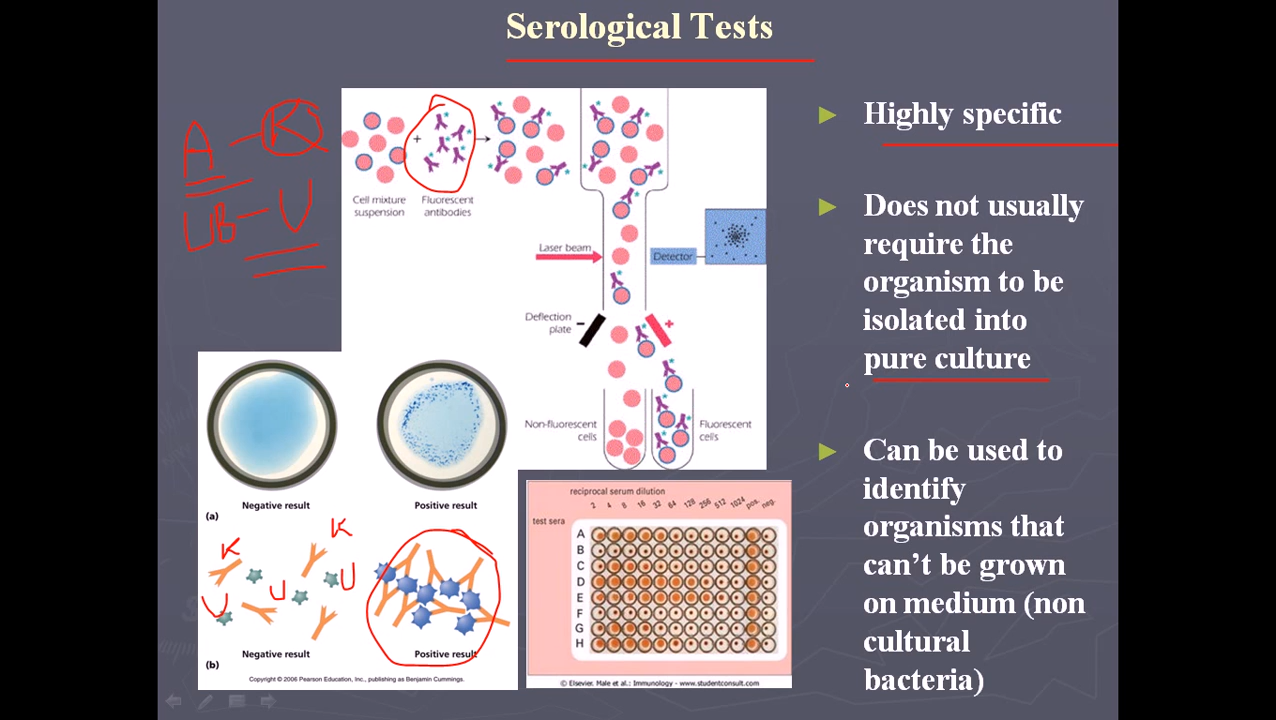 Serological Tests
A K
UB - U
Cell mixture
suspension
+
Fluorescent
antibodies
Laser beam
Detector
Deflection
plate
-
+
Non-fluorescent
cells
Fluorescent
cells
Negative result
Positive result
(a)
K
K
U
U
U
Negative result
Positive result
(b)
Copyright © 2006 Pearson Education, Inc., publishing as Benjamin Cummings.
reciprocal serum dilution
2 4 8 16 32 64 128 256 512 1024 pos. neg.
test sera
A
B
C
D
E
F
G
H
© Elsevier. Male et al.: Immunology - www.studentconsult.com
► Highly specific
► Does not usually
require the
organism to be
isolated into
pure culture
► Can be used to
identify
organisms that
can't be grown
on medium (non
cultural
bacteria)